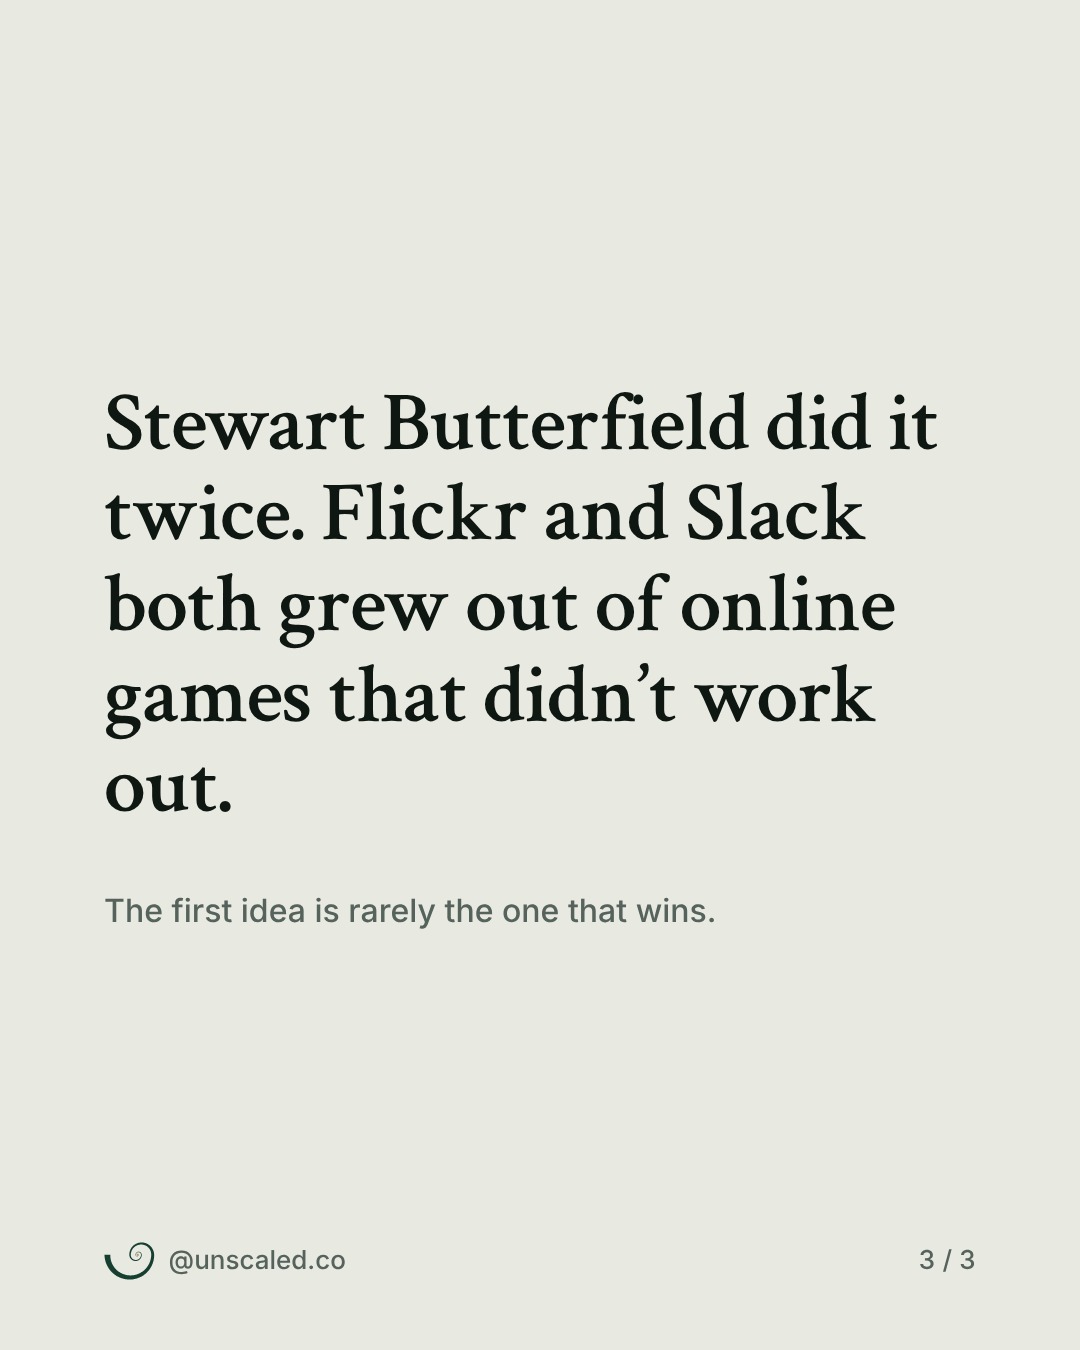 Stewart Butterfield did it
twice. Flickr and Slack
both grew out of online
games that didn’t work
out.
The first idea is rarely the one that wins.
@unscaled.co
3 / 3